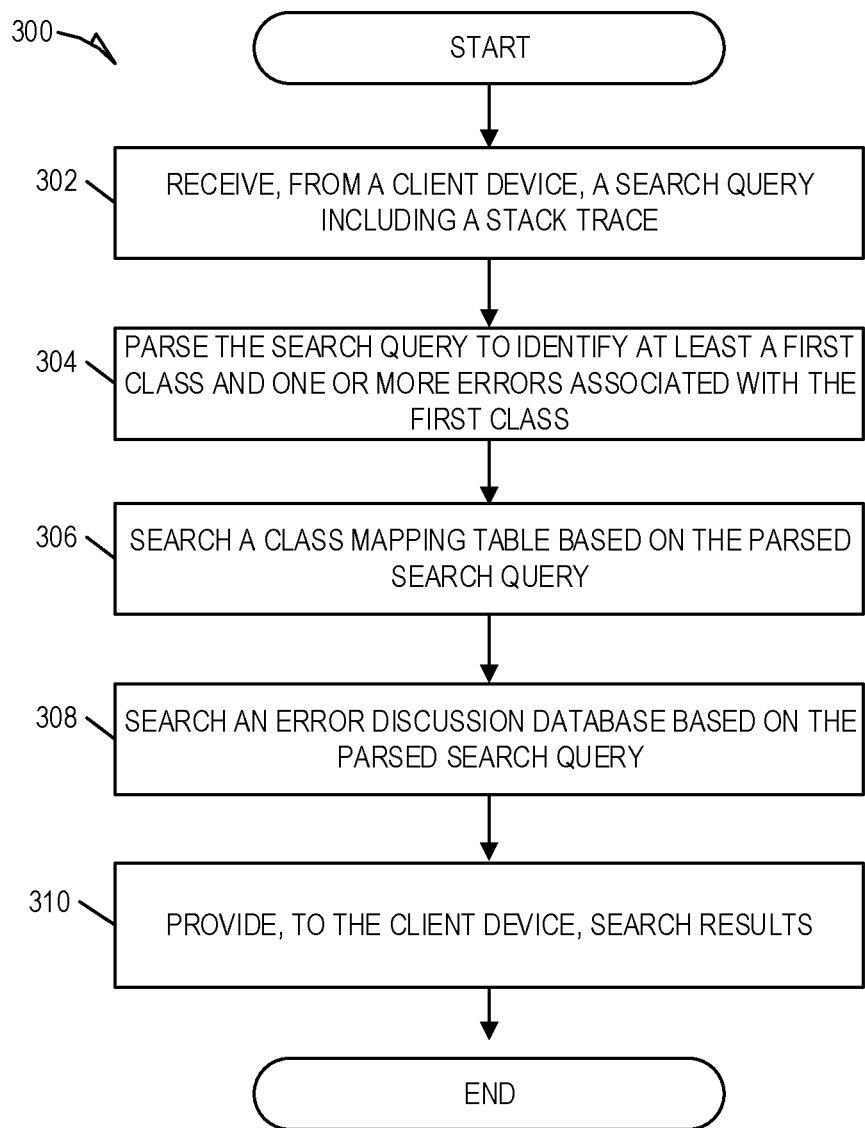 300
START
302
RECEIVE, FROM A CLIENT DEVICE, A SEARCH QUERY
INCLUDING A STACK TRACE
304
PARSE THE SEARCH QUERY TO IDENTIFY AT LEAST A FIRST
CLASS AND ONE OR MORE ERRORS ASSOCIATED WITH THE
FIRST CLASS
306
SEARCH A CLASS MAPPING TABLE BASED ON THE PARSED
SEARCH QUERY
308
SEARCH AN ERROR DISCUSSION DATABASE BASED ON THE
PARSED SEARCH QUERY
310
PROVIDE, TO THE CLIENT DEVICE, SEARCH RESULTS
END